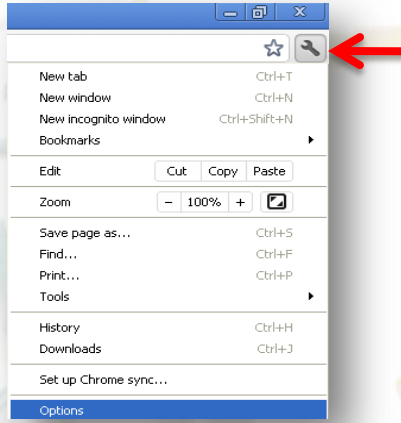 New tab Ctrl+T
New window Ctrl+N
New incognito window Ctrl+Shift+N
Bookmarks
Edit Cut Copy Paste
Zoom − 100% +
Save page as... Ctrl+S
Find... Ctrl+F
Print... Ctrl+P
Tools
History Ctrl+H
Downloads Ctrl+J
Set up Chrome sync...
Options